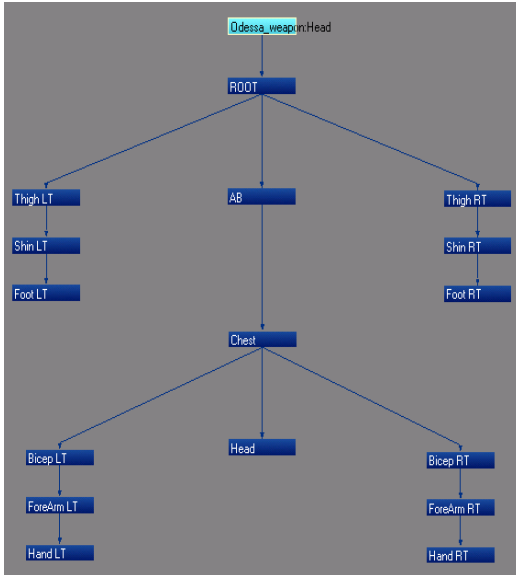 Odessa_weapon:Head
ROOT
Thigh LT
AB
Thigh RT
Shin LT
Shin RT
Foot LT
Foot RT
Chest
Head
Bicep LT
Bicep RT
ForeArm LT
ForeArm RT
Hand LT
Hand RT